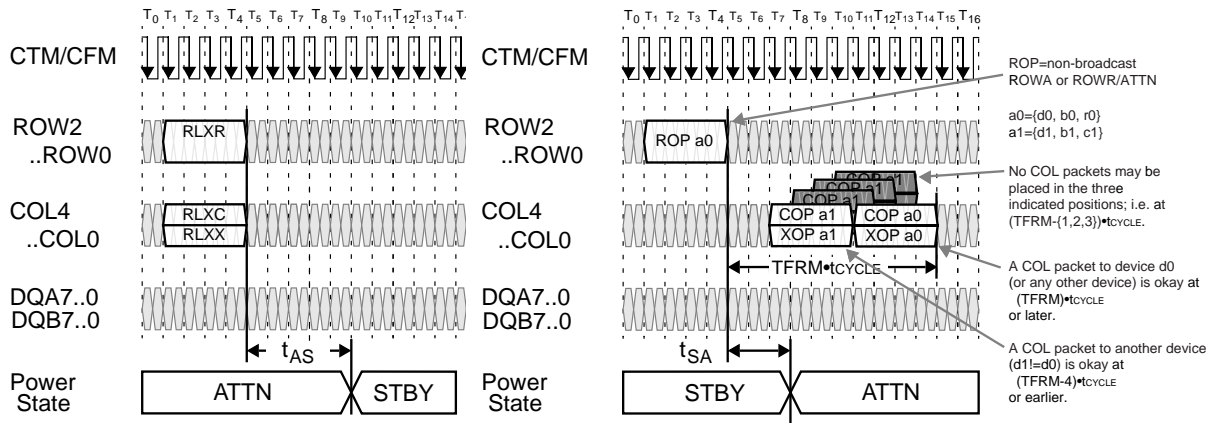 T0 T1 T2 T3 T4 T5 T6 T7 T8 T9 T10 T11 T12 T13 T14
CTM/CFM
ROW2
..ROW0
RLXR
COL4
..COL0
RLXC
RLXX
DQA7..0
DQB7..0
tAS
Power
State
ATTN
STBY
T0 T1 T2 T3 T4 T5 T6 T7 T8 T9 T10 T11 T12 T13 T14 T15 T16
CTM/CFM
ROW2
..ROW0
ROP a0
COP a1
COP a1
COP a1
COL4
..COL0
COP a1
COP a0
XOP a1
XOP a0
TFRM•tCYCLE
DQA7..0
DQB7..0
tSA
Power
State
STBY
ATTN
ROP=non-broadcast
ROWA or ROWR/ATTN
a0={d0, b0, r0}
a1={d1, b1, c1}
No COL packets may be
placed in the three
indicated positions; i.e. at
(TFRM-{1,2,3})•tCYCLE.
A COL packet to device d0
(or any other device) is okay at
(TFRM)•tCYCLE
or later.
A COL packet to another device
(d1!=d0) is okay at
(TFRM-4)•tCYCLE
or earlier.